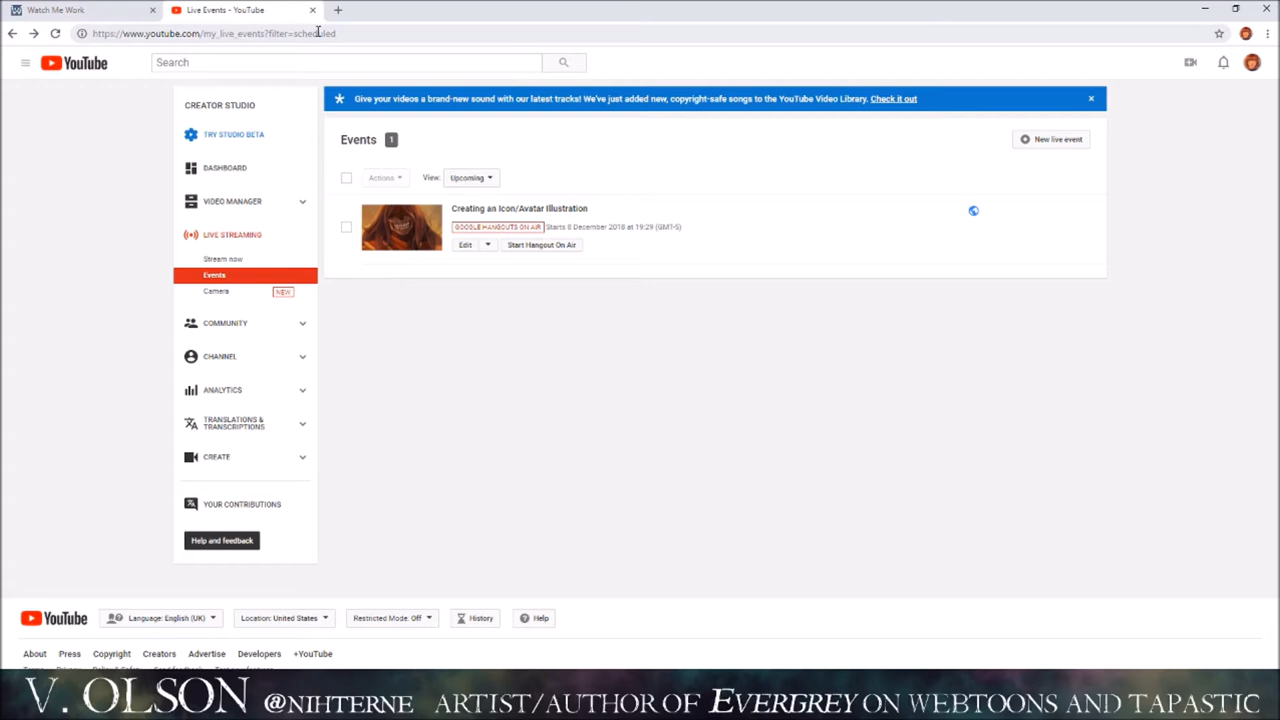 Watch Me Work
Live Events - YouTube
https://www.youtube.com/my_live_events?filter=scheduled
YouTube
Search
CREATOR STUDIO
TRY STUDIO BETA
DASHBOARD
VIDEO MANAGER
LIVE STREAMING
Stream now
Events
Camera NEW
COMMUNITY
CHANNEL
ANALYTICS
TRANSLATIONS &
TRANSCRIPTIONS
CREATE
YOUR CONTRIBUTIONS
Help and feedback
Give your videos a brand-new sound with our latest tracks! We've just added new, copyright-safe songs to the YouTube Video Library. Check it out
Events 1
New live event
Actions View: Upcoming
Creating an Icon/Avatar Illustration
GOOGLE HANGOUTS ON AIR Starts 8 December 2018 at 19:29 (GMT-5)
Edit Start Hangout On Air
YouTube Language: English (UK) Location: United States Restricted Mode: Off History Help
About Press Copyright Creators Advertise Developers +YouTube
V. OLSON @NIHTERNE ARTIST/AUTHOR OF EVERGREY ON WEBTOONS AND TAPASTIC